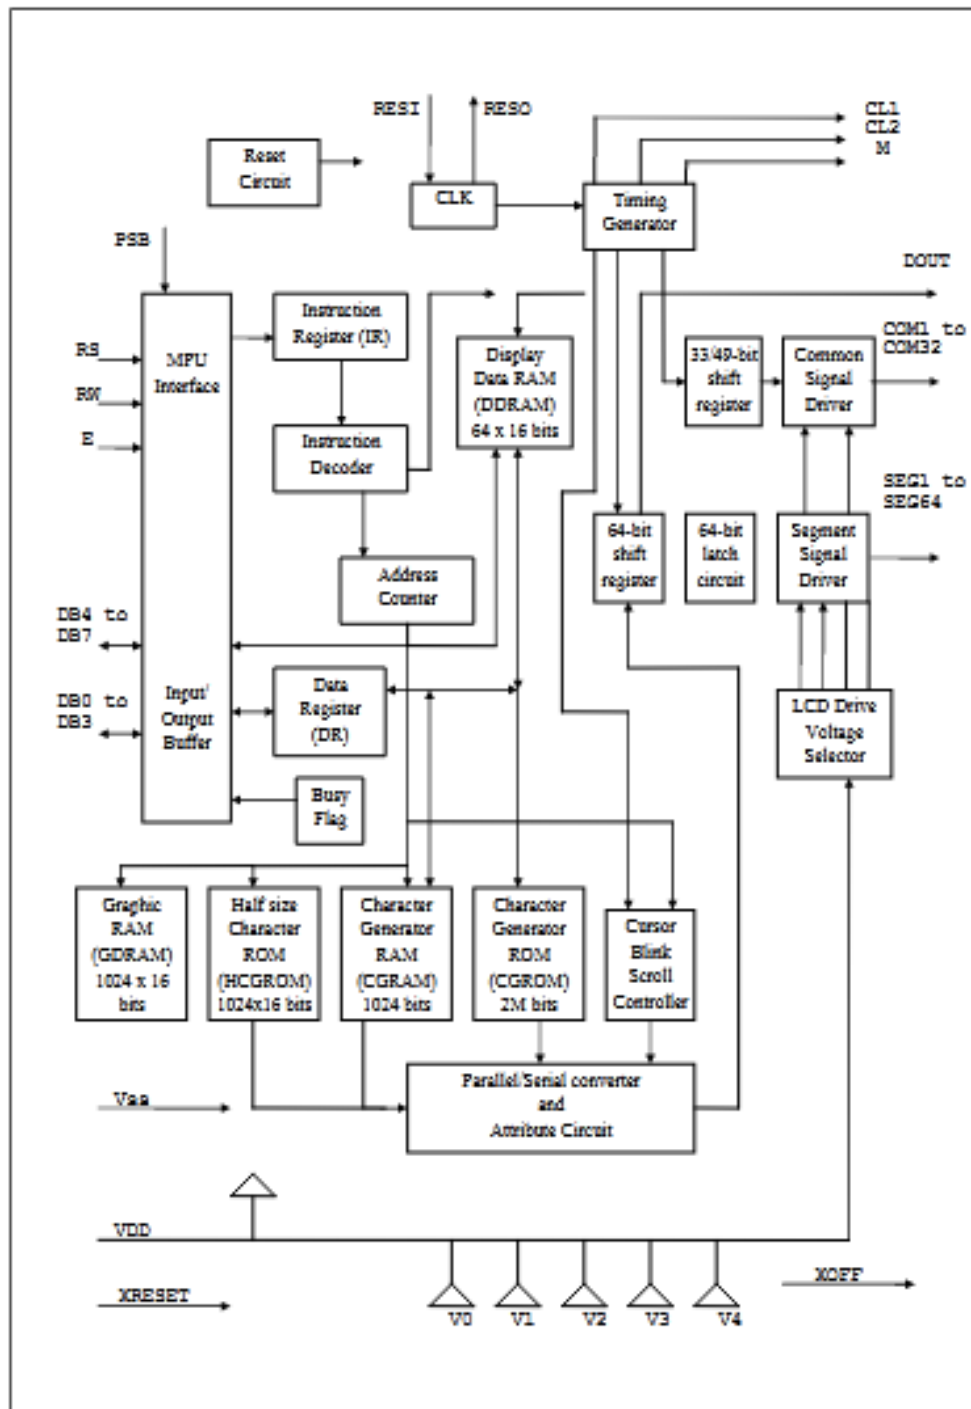 RESI
RESO
CL1
CL2
M
Reset
Circuit
CLK
Timing
Generator
PSB
DOUT
MPU
Interface
Instruction
Register (IR)
RS
RW
E
Display
Data RAM
(DDRAM)
64 x 16 bits
33/49-bit
shift
register
Common
Signal
Driver
COM1 to
COM32
Instruction
Decoder
SEG1 to
SEG64
64-bit
shift
register
64-bit
latch
circuit
Segment
Signal
Driver
Address
Counter
DB4 to
DB7
DB0 to
DB3
Input/
Output
Buffer
Data
Register
(DR)
LCD Drive
Voltage
Selector
Busy
Flag
Graphic
RAM
(GDRAM)
1024 x 16
bits
Half size
Character
ROM
(HCGROM)
1024x16 bits
Character
Generator
RAM
(CGRAM)
1024 bits
Character
Generator
ROM
(CGROM)
2M bits
Cursor
Blink
Scroll
Controller
Parallel/Serial converter
and
Attribute Circuit
Vss
VDD
XRESET
V0
V1
V2
V3
V4
XOFF